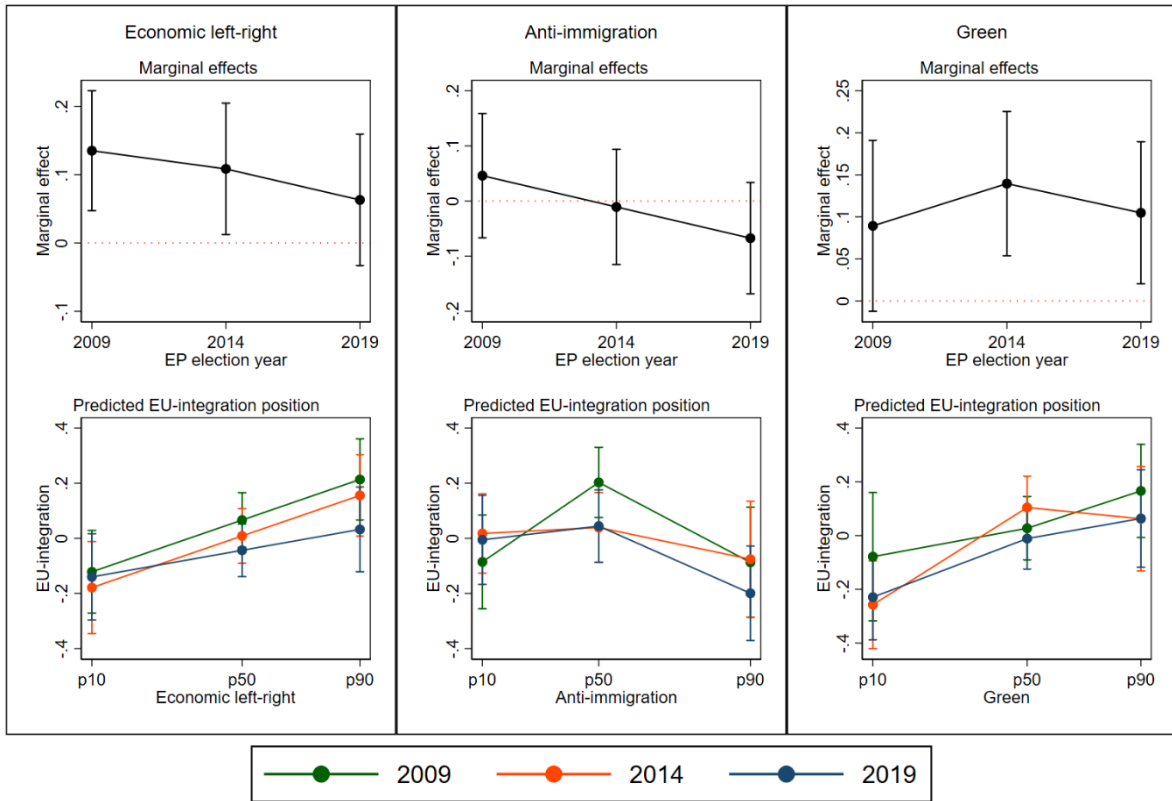 Economic left-right
Marginal effects
Marginal effect
.2
.1
0
-.1
2009 2014 2019
EP election year
Predicted EU-integration position
EU-integration
.4
.2
0
-.2
-.4
p10 p50 p90
Economic left-right
Anti-immigration
Marginal effects
Marginal effect
.2
.1
0
-.1
-.2
2009 2014 2019
EP election year
Predicted EU-integration position
EU-integration
.4
.2
0
-.2
-.4
p10 p50 p90
Anti-immigration
Green
Marginal effects
Marginal effect
.25
.2
.15
.1
.05
0
2009 2014 2019
EP election year
Predicted EU-integration position
EU-integration
.4
.2
0
-.2
-.4
p10 p50 p90
Green
2009 2014 2019